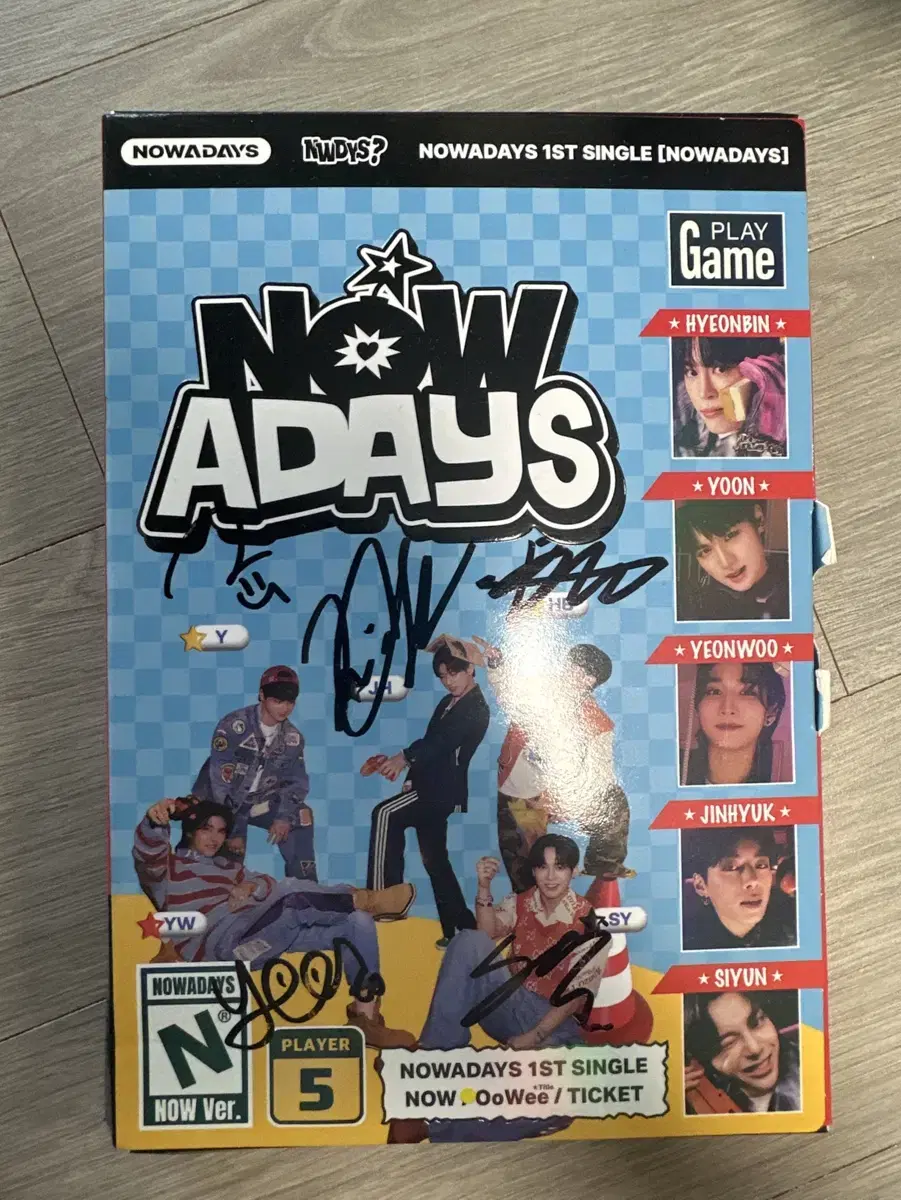 NOWADAYS
NWDYS?
NOWADAYS 1ST SINGLE [NOWADAYS]
PLAY
Game
NOW
ADAYS
★ HYEONBIN ★
★ YOON ★
★ YEONWOO ★
★ JINHYUK ★
★ SIYUN ★
Y
JH
HB
YW
SY
NOWADAYS
N®
NOW Ver.
PLAYER
5
NOWADAYS 1ST SINGLE
NOW OoWee *Title / TICKET